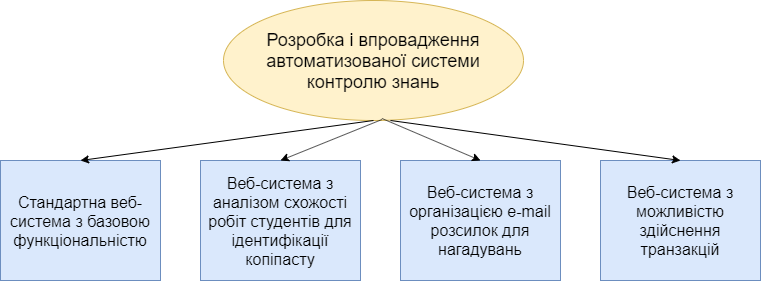 Розробка і впровадження
автоматизованої системи
контролю знань
Стандартна веб-
система з базовою
функціональністю
Веб-система з
аналізом схожості
робіт студентів для
ідентифікації
копіпасту
Веб-система з
організацією e-mail
розсилок для
нагадувань
Веб-система з
можливістю
здійснення
транзакцій